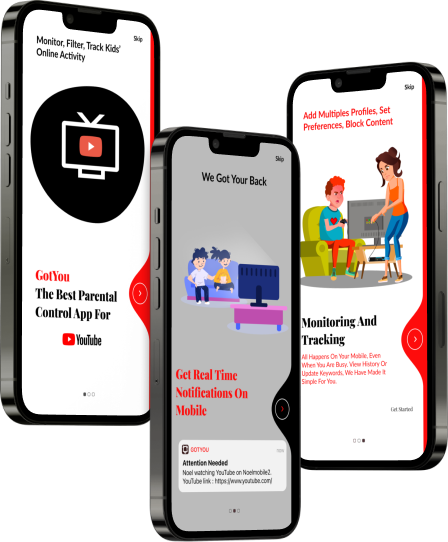 Skip
Monitor, Filter, Track Kids'
Online Activity
GotYou
The Best Parental
Control App For
YouTube
Skip
We Got Your Back
Get Real Time
Notifications On
Mobile
GOTYOU
Attention Needed
Noel watching YouTube on Noelmobile2.
YouTube link : https://www.youtube.com/
Skip
Add Multiples Profiles, Set
Preferences, Block Content
Monitoring And
Tracking
All Happens On Your Mobile, Even
When You Are Busy. View History Or
Update Keywords, We Have Made It
Simple For You.
Get Started